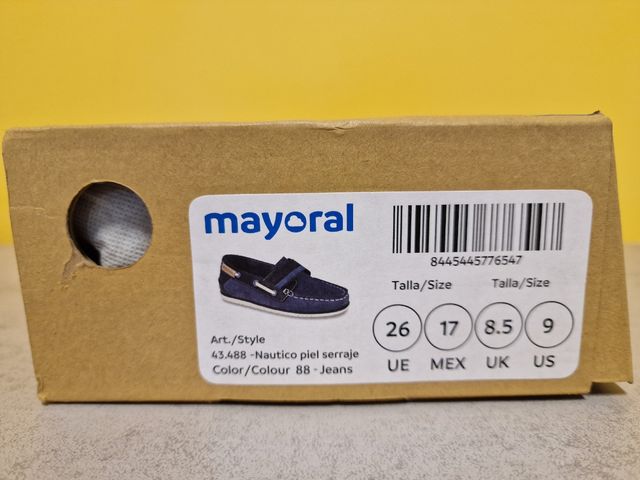 mayoral
8445445776547
Talla/Size Talla/Size
26 17 8.5 9
UE MEX UK US
Art./Style
43.488 -Nautico piel serraje
Color/Colour 88 - Jeans